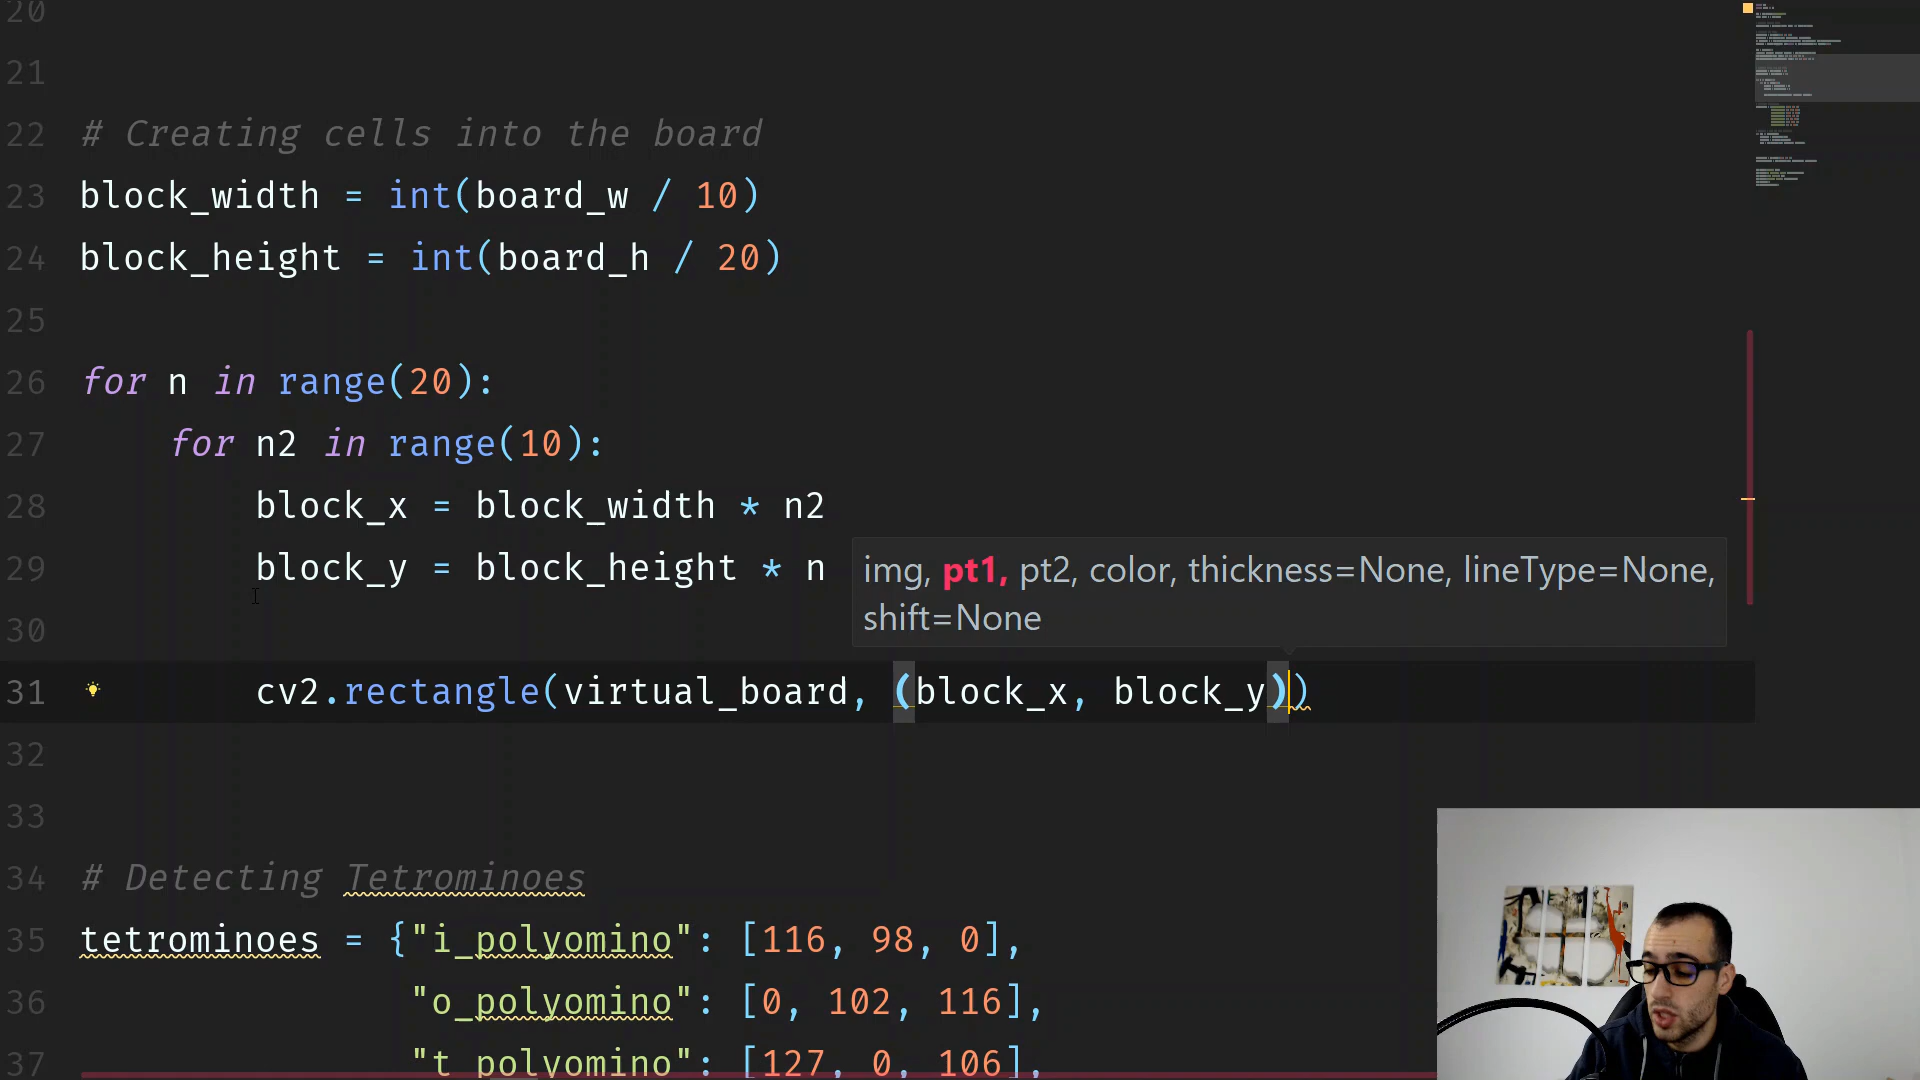 20
21
22 # Creating cells into the board
23 block_width = int(board_w / 10)
24 block_height = int(board_h / 20)
25
26 for n in range(20):
27 for n2 in range(10):
28 block_x = block_width * n2
29 block_y = block_height * n
img, pt1, pt2, color, thickness=None, lineType=None,
shift=None
30
31 cv2.rectangle(virtual_board, (block_x, block_y))
32
33
34 # Detecting Tetrominoes
35 tetrominoes = {"i_polyomino": [116, 98, 0],
36 "o_polyomino": [0, 102, 116],
37 "t_polyomino": [127, 0, 106],